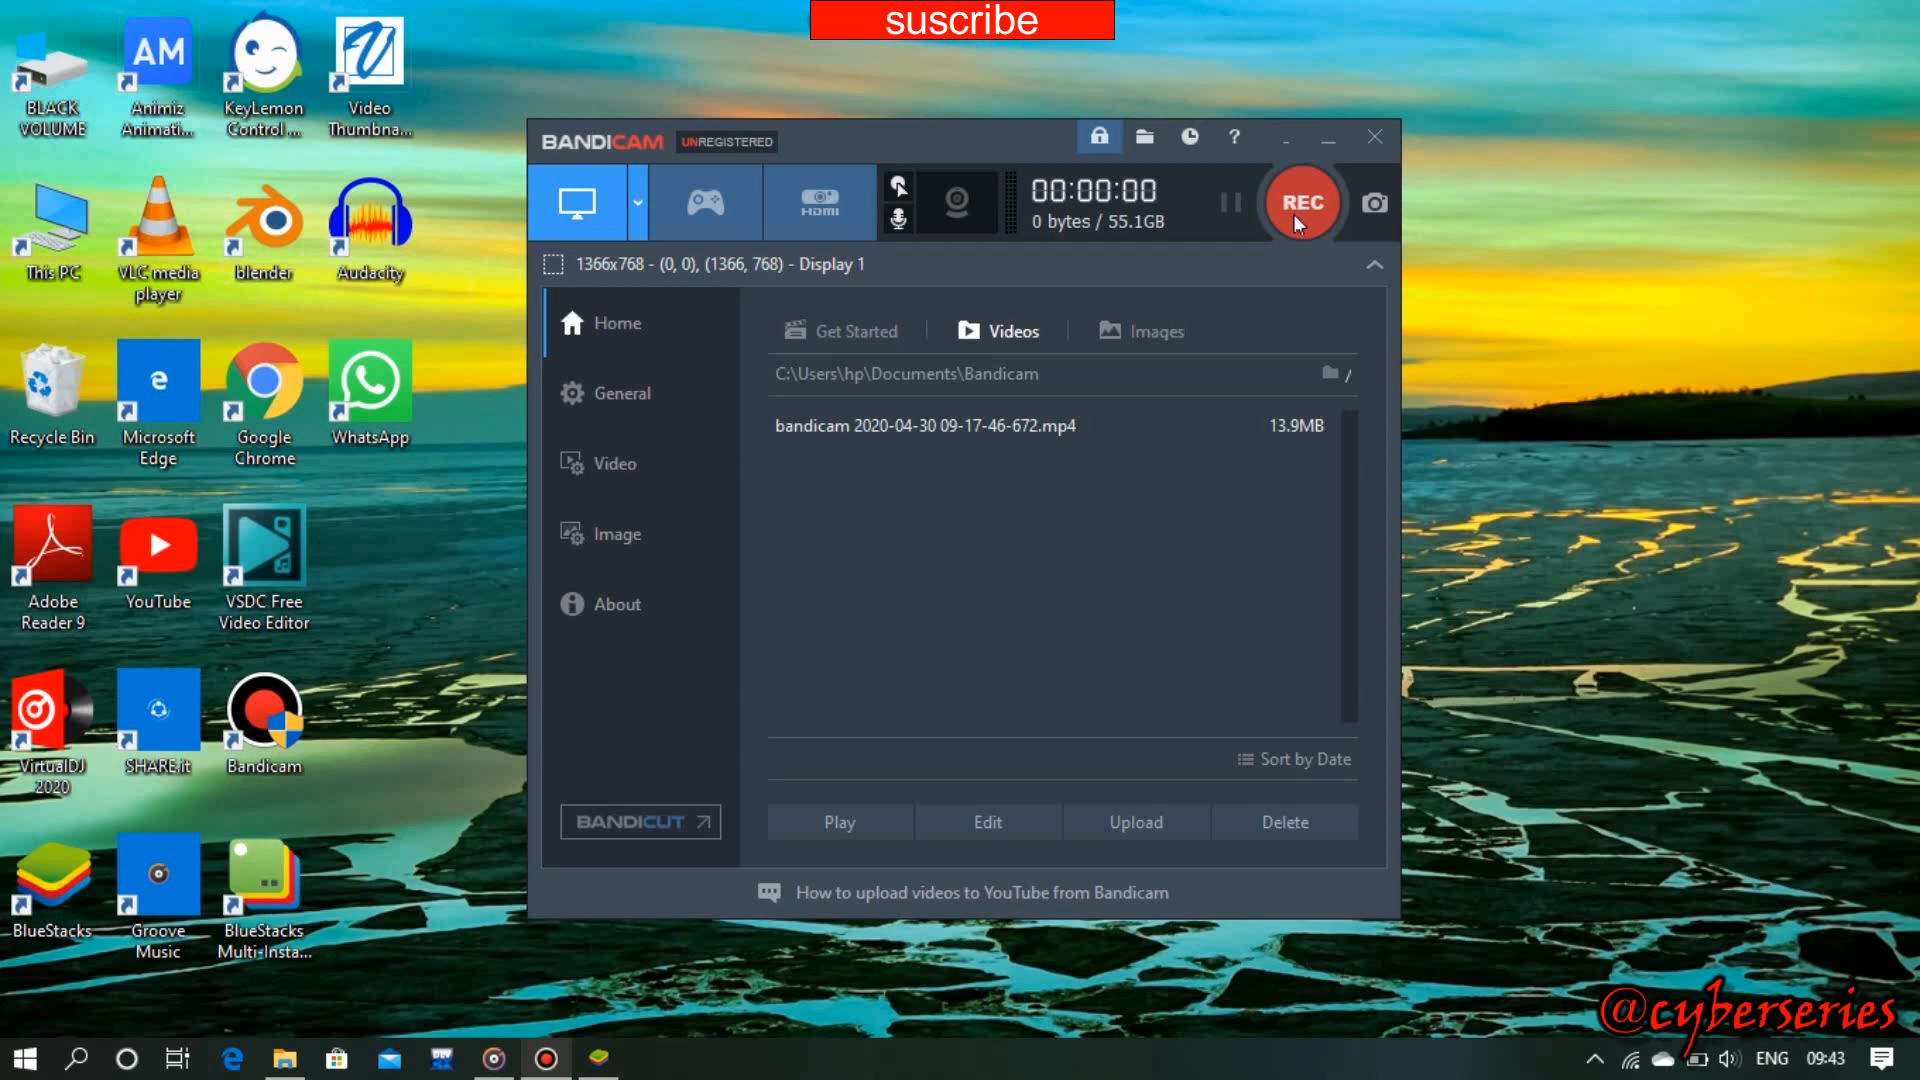 suscribe
BLACK
VOLUME
AM
Animiz
Animati...
KeyLemon
Control ...
V
Video
Thumbna...
This PC
VLC media
player
blender
Audacity
Recycle Bin
Microsoft
Edge
Google
Chrome
WhatsApp
Adobe
Reader 9
YouTube
VSDC Free
Video Editor
VirtualDJ
2020
SHARE.it
Bandicam
BlueStacks
Groove
Music
BlueStacks
Multi-Insta...
BANDICAM UNREGISTERED
?
HDMI
00:00:00
0 bytes / 55.1GB
REC
1366x768 - (0, 0), (1366, 768) - Display 1
Home
General
Video
Image
About
BANDICUT
Get Started
Videos
Images
C:\Users\hp\Documents\Bandicam
/
bandicam 2020-04-30 09-17-46-672.mp4
13.9MB
Sort by Date
Play
Edit
Upload
Delete
How to upload videos to YouTube from Bandicam
@cyberseries
DEV
ENG
09:43